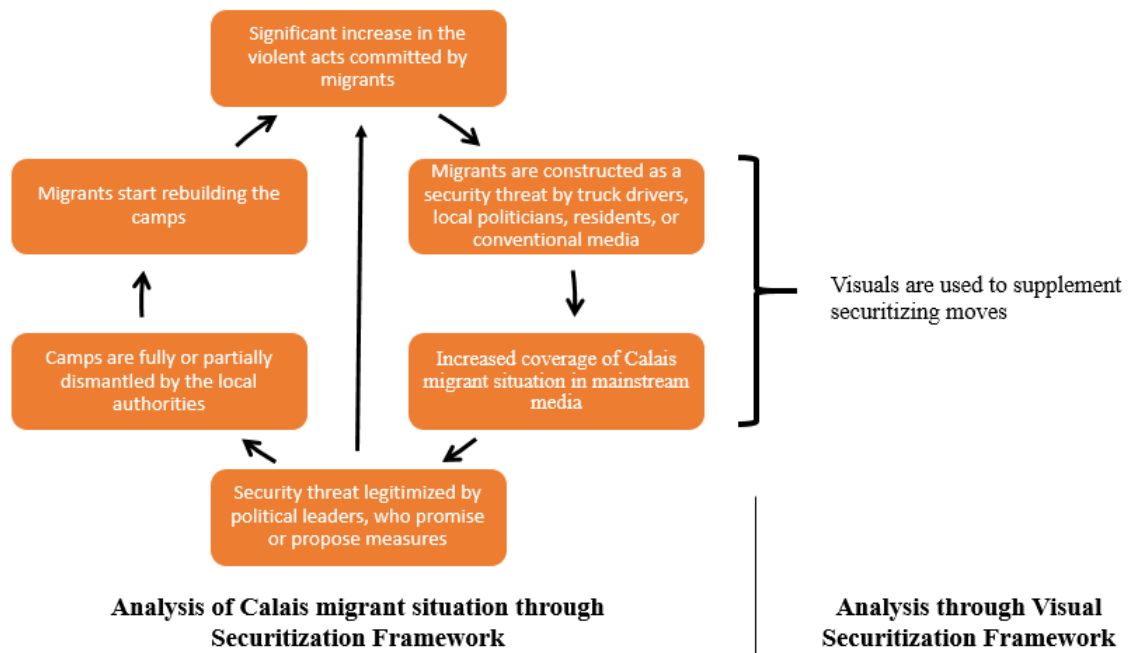 Significant increase in the
violent acts committed by
migrants
Migrants start rebuilding the
camps
Migrants are constructed as a
security threat by truck drivers,
local politicians, residents, or
conventional media
Visuals are used to supplement
securitizing moves
Camps are fully or partially
dismantled by the local
authorities
Increased coverage of Calais
migrant situation in mainstream
media
Security threat legitimized by
political leaders, who promise
or propose measures
Analysis of Calais migrant situation through
Securitization Framework
Analysis through Visual
Securitization Framework